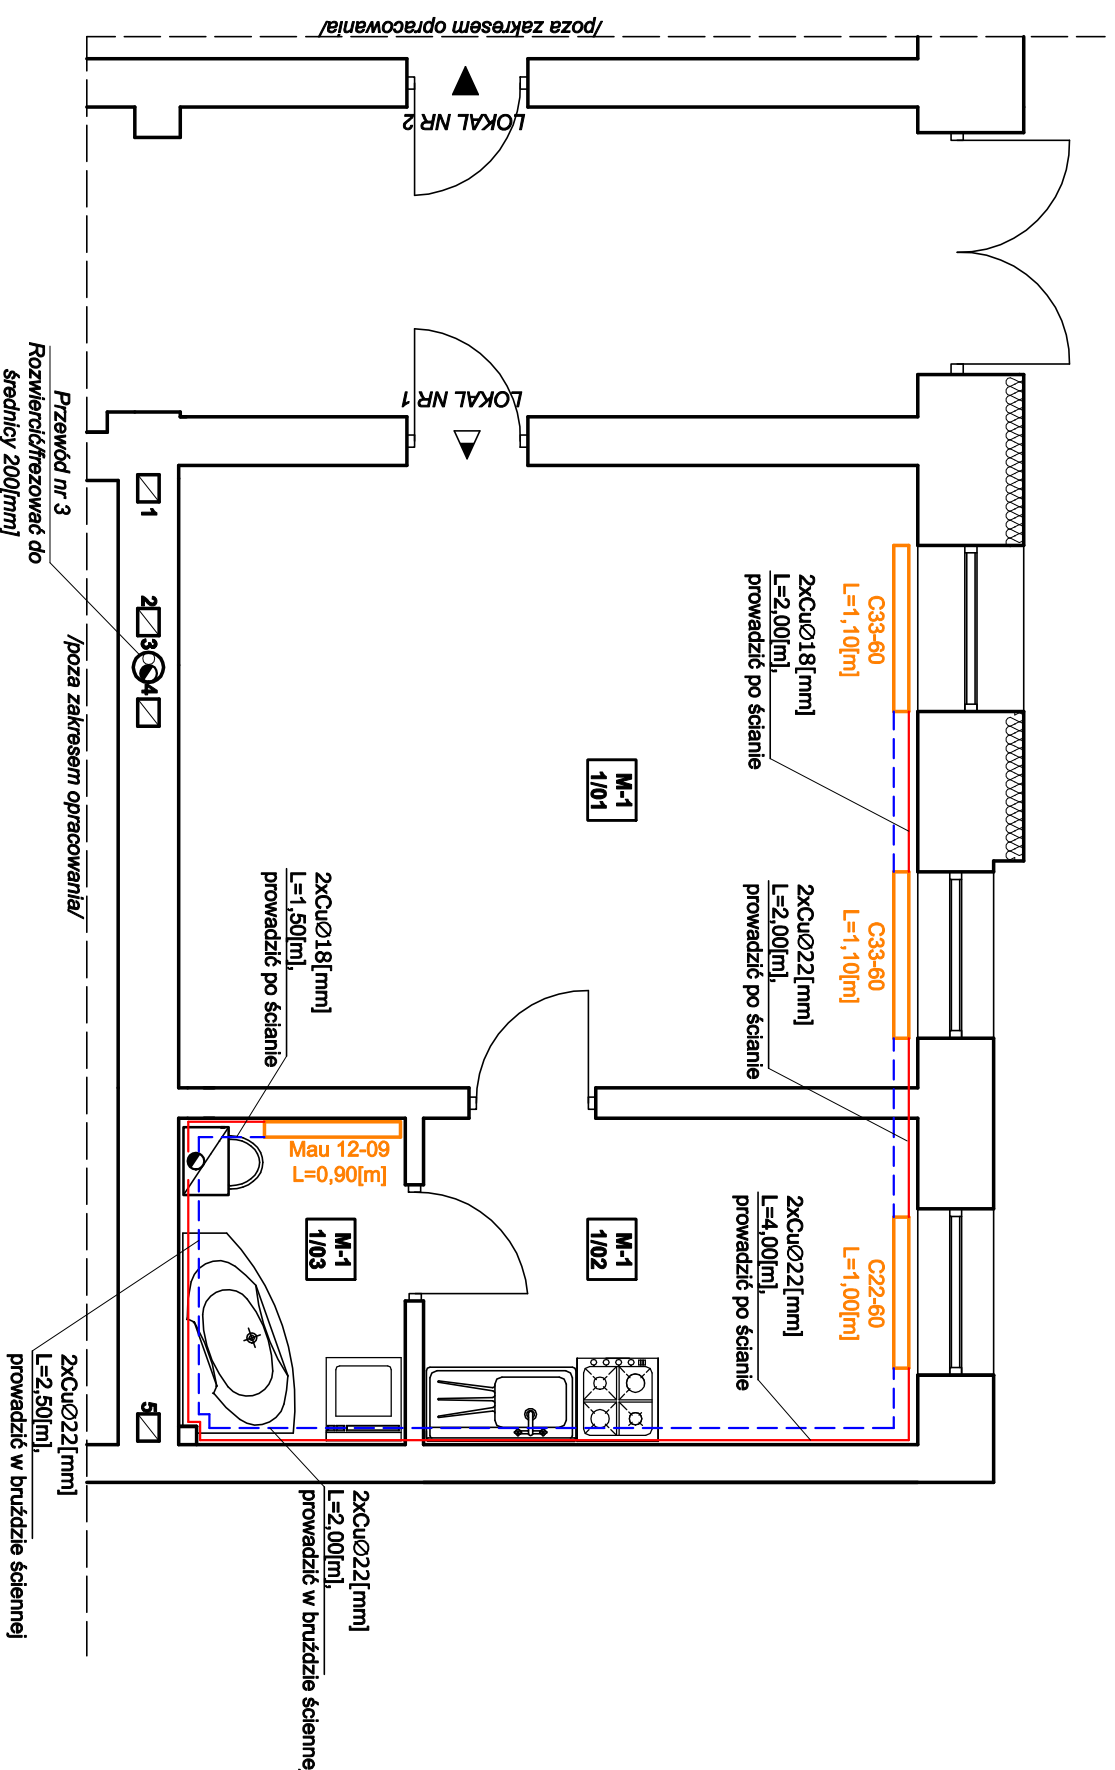 /poza zakresem opracowania/
LOKAL NR 2
LOKAL NR 1
Przewód nr 3
Rozwiercić/frezować do
średnicy 200[mm]
1
2
3
4
5
/poza zakresem opracowania/
C33-60
L=1,10[m]
2xCuØ18[mm]
L=2,00[m],
prowadzić po ścianie
M-1
1/01
C33-60
L=1,10[m]
2xCuØ22[mm]
L=2,00[m],
prowadzić po ścianie
2xCuØ18[mm]
L=1,50[m],
prowadzić po ścianie
Mau 12-09
L=0,90[m]
M-1
1/03
M-1
1/02
C22-60
L=1,00[m]
2xCuØ22[mm]
L=4,00[m],
prowadzić po ścianie
2xCuØ22[mm]
L=2,50[m],
prowadzić w bruździe ściennej
2xCuØ22[mm]
L=2,00[m],
prowadzić w bruździe ścienne